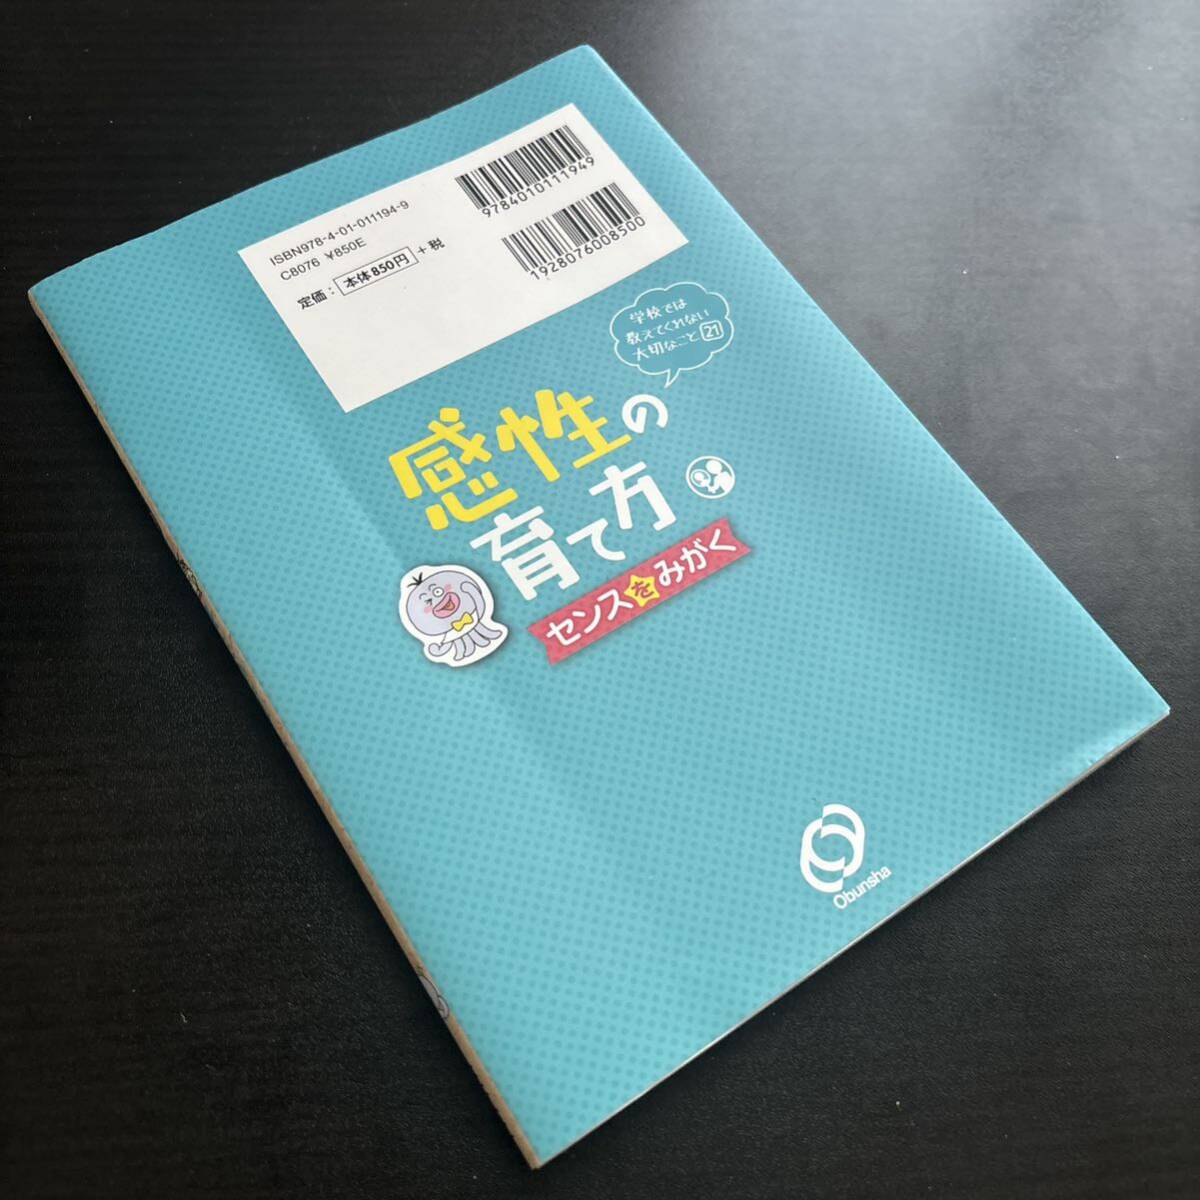 9784010111949
ISBN978-4-01-011194-9
C8076 ¥850E
1928076008500
定価：本体850円+税
学校では
教えてくれない
大切なこと 21
感性の
育て方
センスをみがく
Obunsha